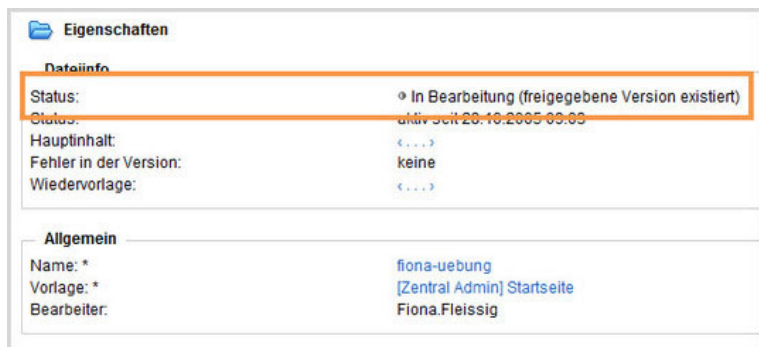 Eigenschaften
Dateiinfo
Status: In Bearbeitung (freigegebene Version existiert)
Status: aktiv seit 28.10.2005 09:09
Hauptinhalt: <...>
Fehler in der Version: keine
Wiedervorlage: <...>
Allgemein
Name: * fiona-uebung
Vorlage: * [Zentral Admin] Startseite
Bearbeiter: Fiona.Fleissig